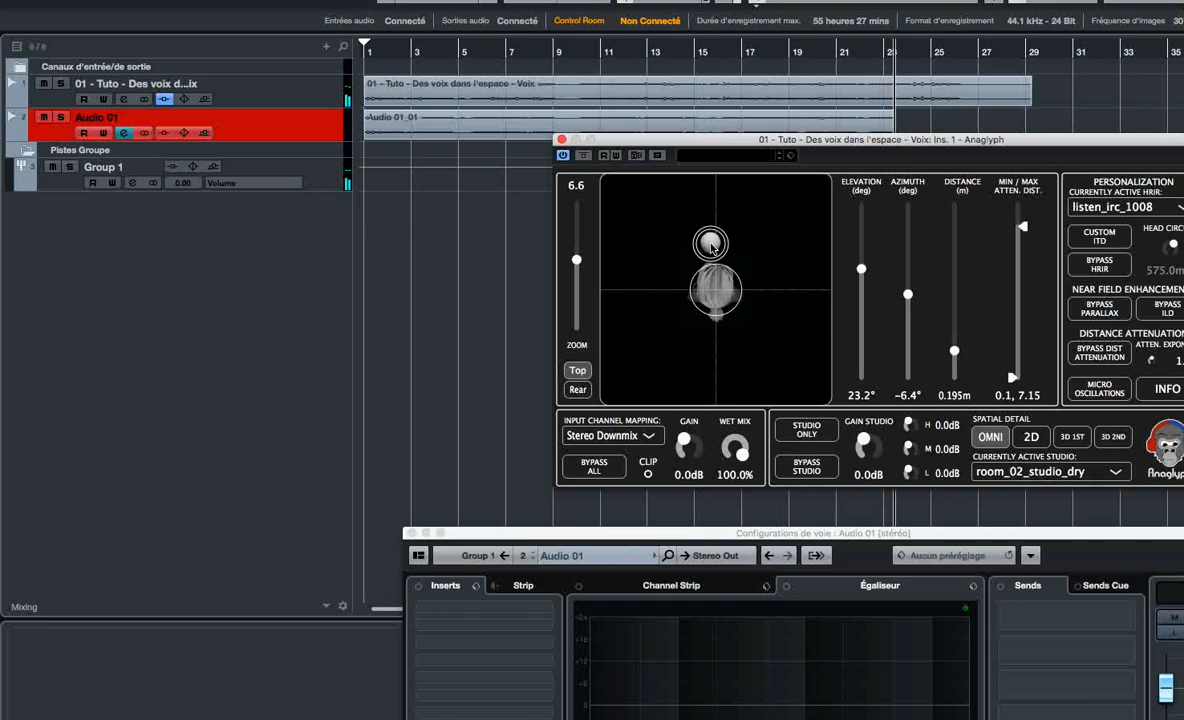 Entrées audio Connecté Sorties audio Connecté Control Room Non Connecté Durée d'enregistrement max. 55 heures 27 mins Format d'enregistrement 44.1 kHz - 24 Bit Fréquence d'images 30
0 / 0 + 1 3 5 7 9 11 13 15 17 19 21 23 25 27 29 31 33 35
Canaux d'entrée/de sortie
1 m S 01 - Tuto - Des voix d...ix
01 - Tuto - Des voix dans l'espace - Voix
R W e
2 m S Audio 01
Audio 01_01
R W e
Pistes Groupe
3 m S Group 1
R W e 0.00 Volume
Mixing
01 - Tuto - Des voix dans l'espace - Voix: Ins. 1 - Anaglyph
R W
6.6
ZOOM
Top
Rear
ELEVATION
(deg)
23.2°
AZIMUTH
(deg)
-6.4°
DISTANCE
(m)
0.195m
MIN / MAX
ATTEN. DIST.
0.1, 7.15
PERSONALIZATION
CURRENTLY ACTIVE HRIR:
listen_irc_1008
CUSTOM
ITD
HEAD CIRC
575.0m
BYPASS
HRIR
NEAR FIELD ENHANCEMEN
BYPASS
PARALLAX
BYPASS
ILD
DISTANCE ATTENUATION
BYPASS DIST
ATTENUATION
ATTEN. EXPON
1.
MICRO
OSCILLATIONS
INFO
INPUT CHANNEL MAPPING:
Stereo Downmix
BYPASS
ALL
CLIP
GAIN
0.0dB
WET MIX
100.0%
STUDIO
ONLY
BYPASS
STUDIO
GAIN STUDIO
0.0dB
H 0.0dB
M 0.0dB
L 0.0dB
SPATIAL DETAIL
OMNI 2D 3D 1ST 3D 2ND
CURRENTLY ACTIVE STUDIO:
room_02_studio_dry
Anaglyp
Configurations de voie : Audio 01 [stéréo]
Group 1 2 Audio 01 Stereo Out Aucun préréglage
Inserts Strip Channel Strip Égaliseur Sends Sends Cue
M
L